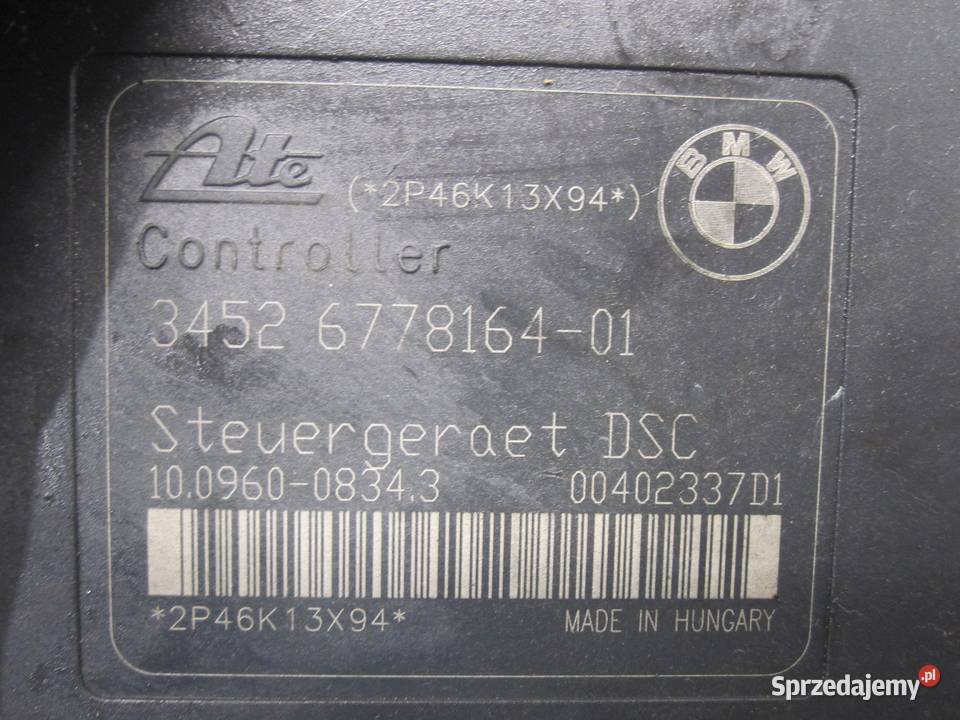 Ate (*2P46K13X94*) BMW
Controller
3452 6778164-01
Steuergeraet DSC
10.0960-0834.3 00402337D1
*2P46K13X94* MADE IN HUNGARY
Sprzedajemy.pl